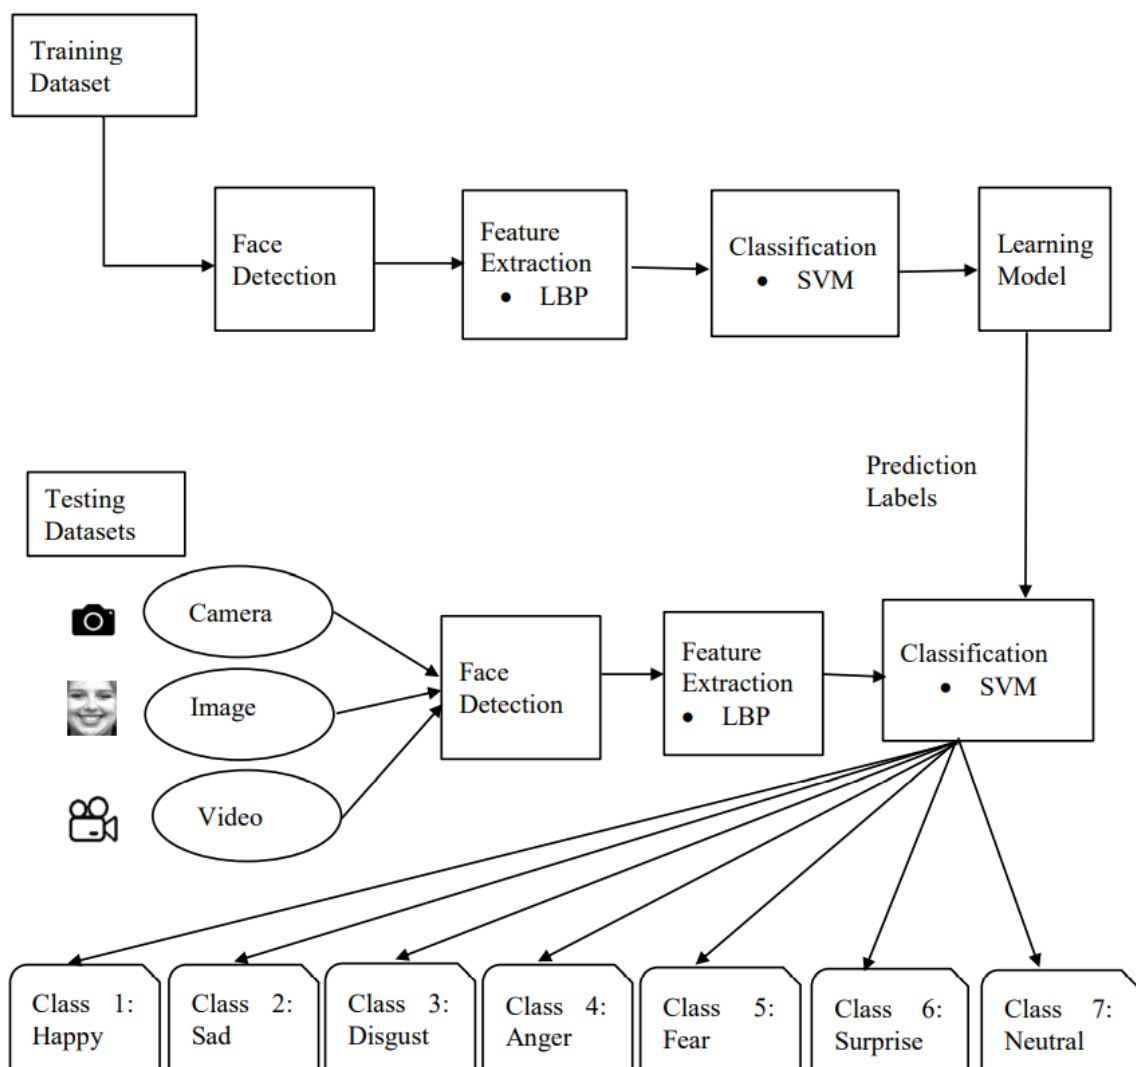 Training
Dataset
Face
Detection
Feature
Extraction
• LBP
Classification
• SVM
Learning
Model
Prediction
Labels
Testing
Datasets
Camera
Image
Video
Face
Detection
Feature
Extraction
• LBP
Classification
• SVM
Class 1:
Happy
Class 2:
Sad
Class 3:
Disgust
Class 4:
Anger
Class 5:
Fear
Class 6:
Surprise
Class 7:
Neutral